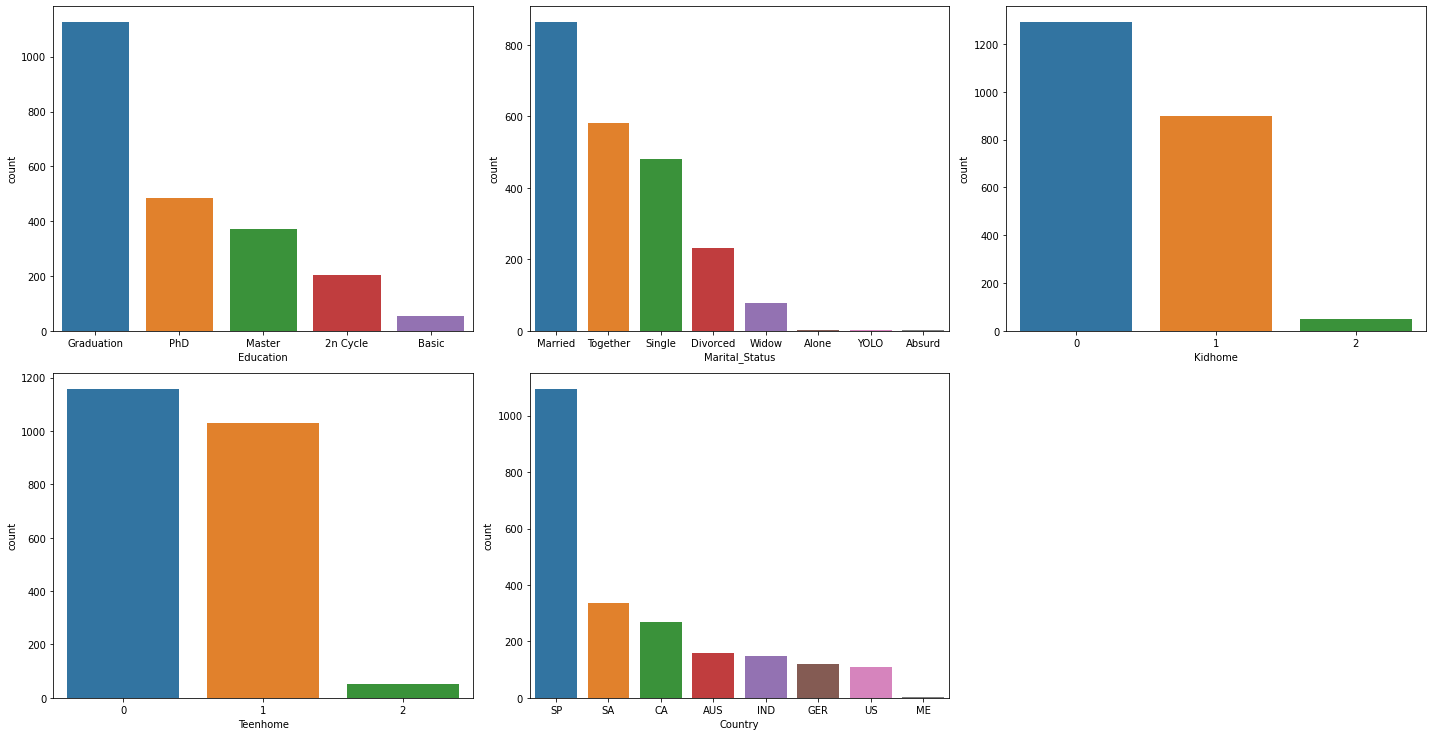 1000
800
600
400
200
0
count
Graduation PhD Master 2n Cycle Basic
Education
800
600
400
200
0
count
Married Together Single Divorced Widow Alone YOLO Absurd
Marital_Status
1200
1000
800
600
400
200
0
count
0 1 2
Kidhome
1200
1000
800
600
400
200
0
count
0 1 2
Teenhome
1000
800
600
400
200
0
count
SP SA CA AUS IND GER US ME
Country